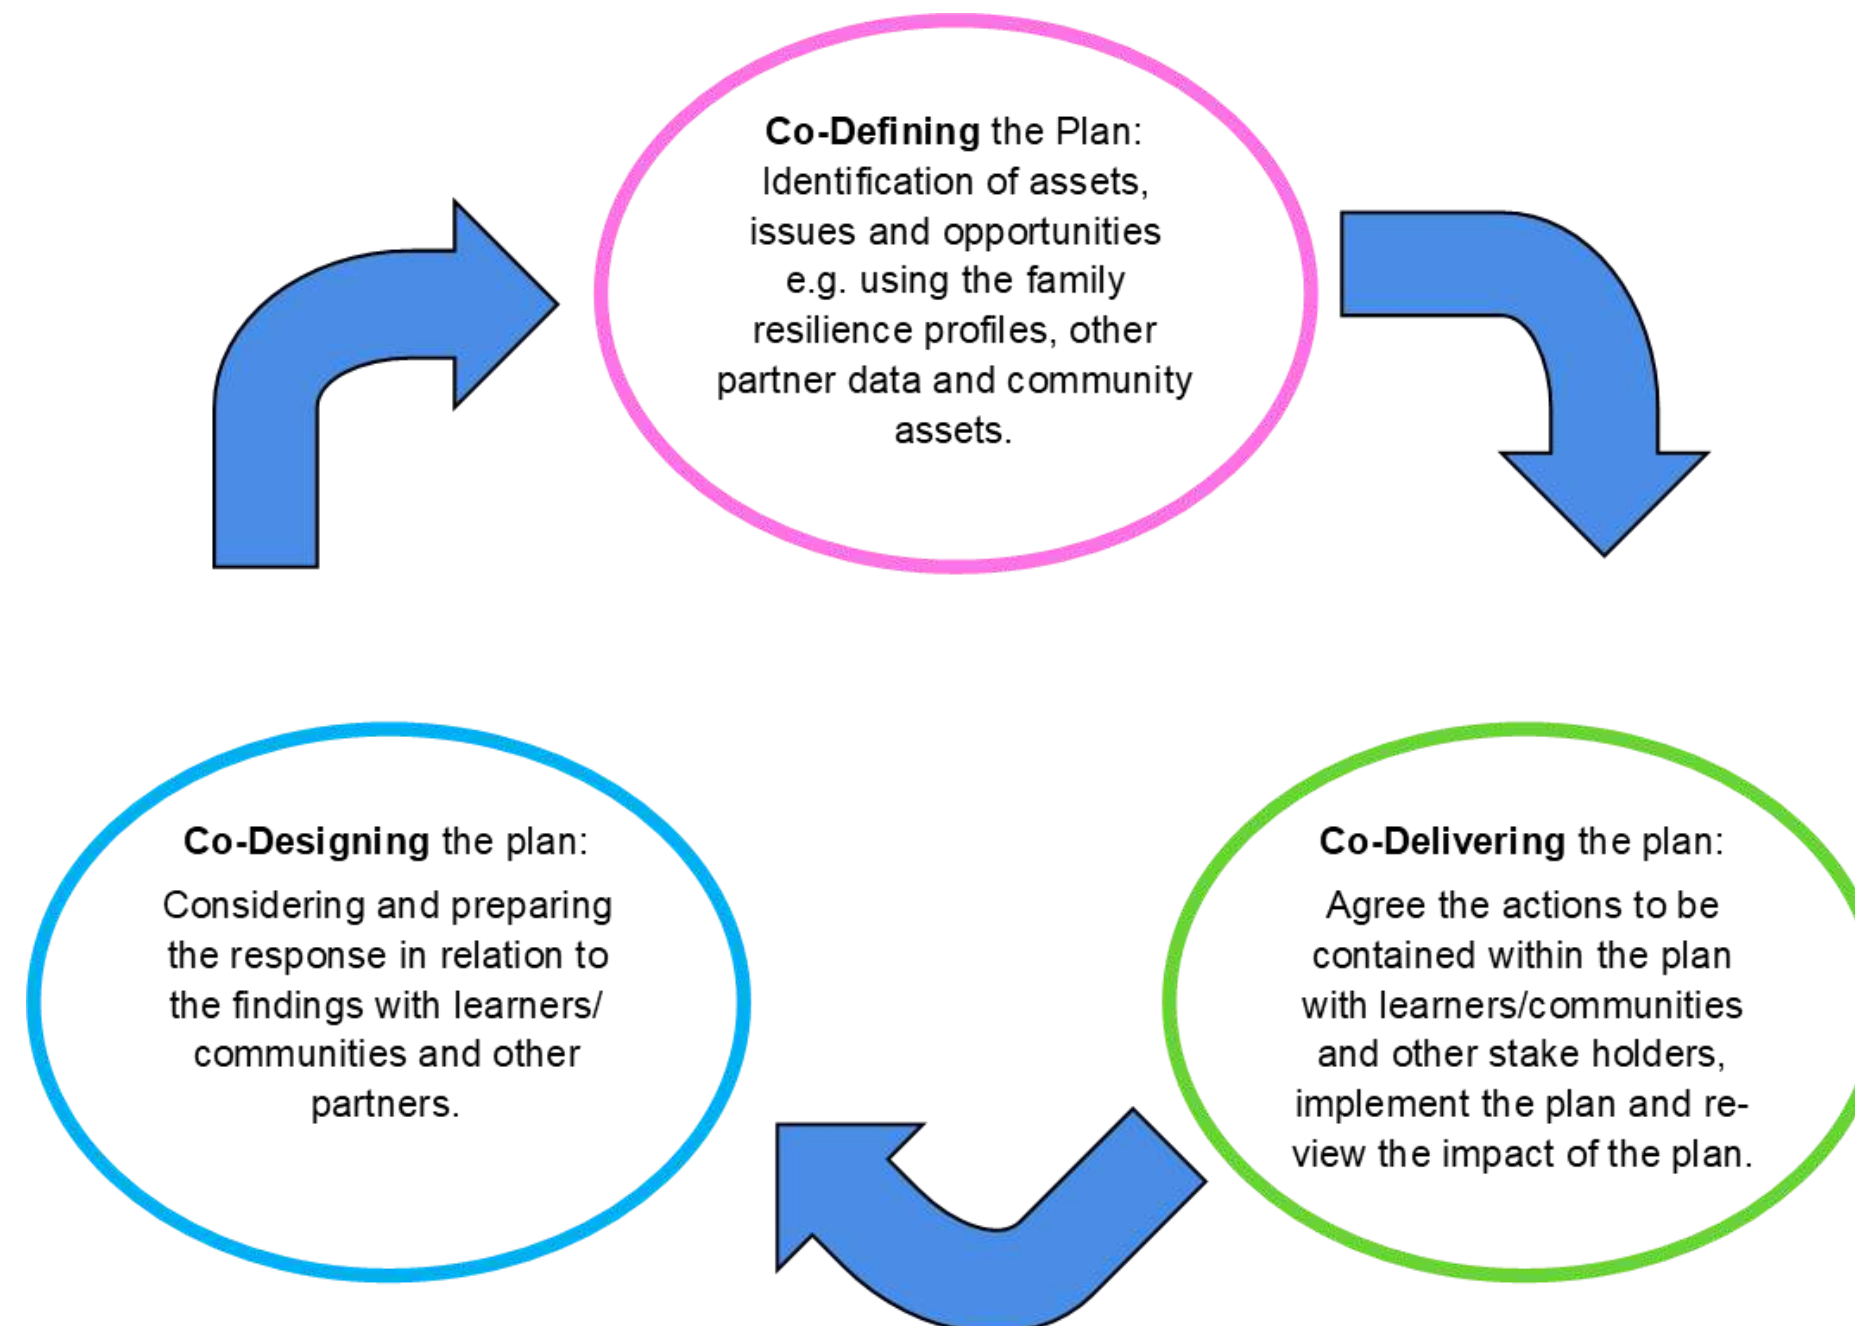 Co-Defining the Plan:
Identification of assets,
issues and opportunities
e.g. using the family
resilience profiles, other
partner data and community
assets.
Co-Designing the plan:
Considering and preparing
the response in relation to
the findings with learners/
communities and other
partners.
Co-Delivering the plan:
Agree the actions to be
contained within the plan
with learners/communities
and other stake holders,
implement the plan and re-
view the impact of the plan.